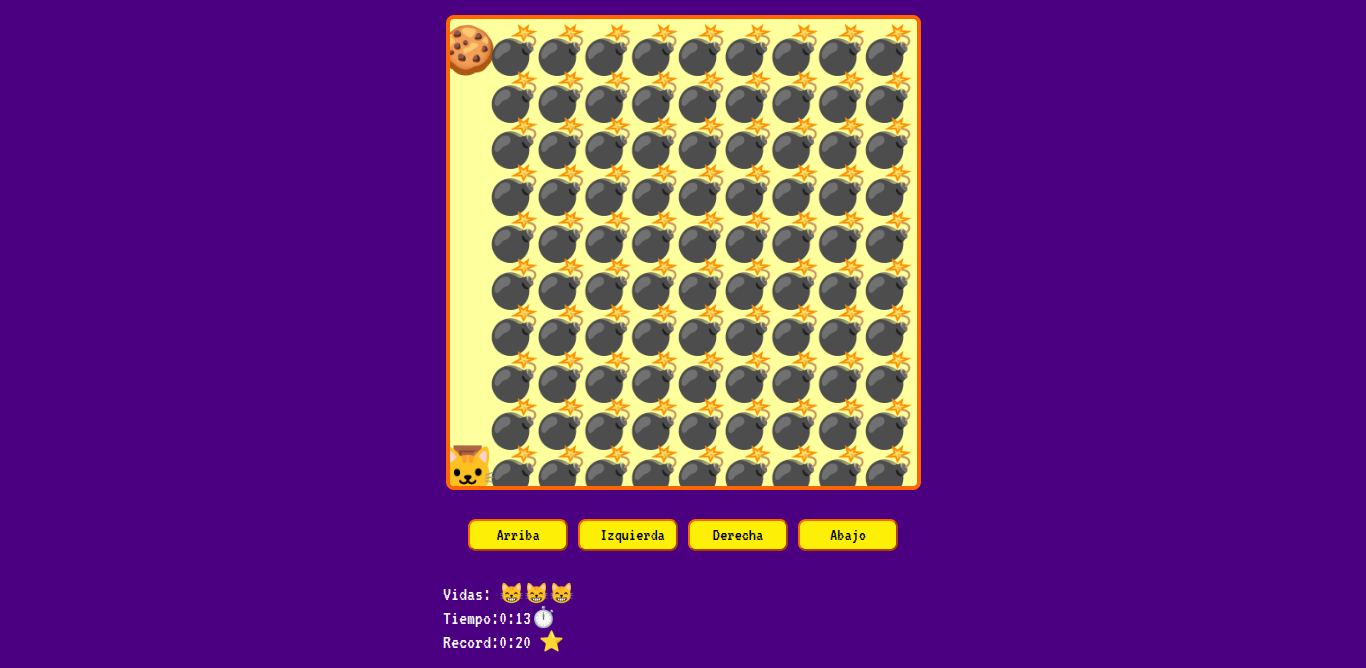 Arriba
Izquierda
Derecha
Abajo
Vidas:
Tiempo:0:13
Record:0:20